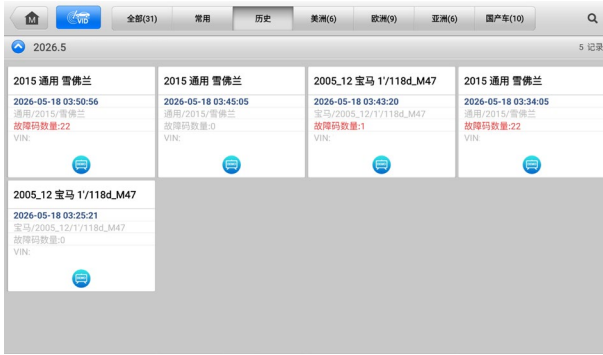 VID
全部(31)
常用
历史
美洲(6)
欧洲(9)
亚洲(6)
国产车(10)
2026.5
5 记录
2015 通用 雪佛兰
2026-05-18 03:50:56
通用/2015/雪佛兰
故障码数量:22
VIN:
2015 通用 雪佛兰
2026-05-18 03:45:05
通用/2015/雪佛兰
故障码数量:0
VIN:
2005_12 宝马 1'/118d_M47
2026-05-18 03:43:20
宝马/2005_12/1'/118d_M47
故障码数量:1
VIN:
2015 通用 雪佛兰
2026-05-18 03:34:05
通用/2015/雪佛兰
故障码数量:22
VIN:
2005_12 宝马 1'/118d_M47
2026-05-18 03:25:21
宝马/2005_12/1'/118d_M47
故障码数量:0
VIN: